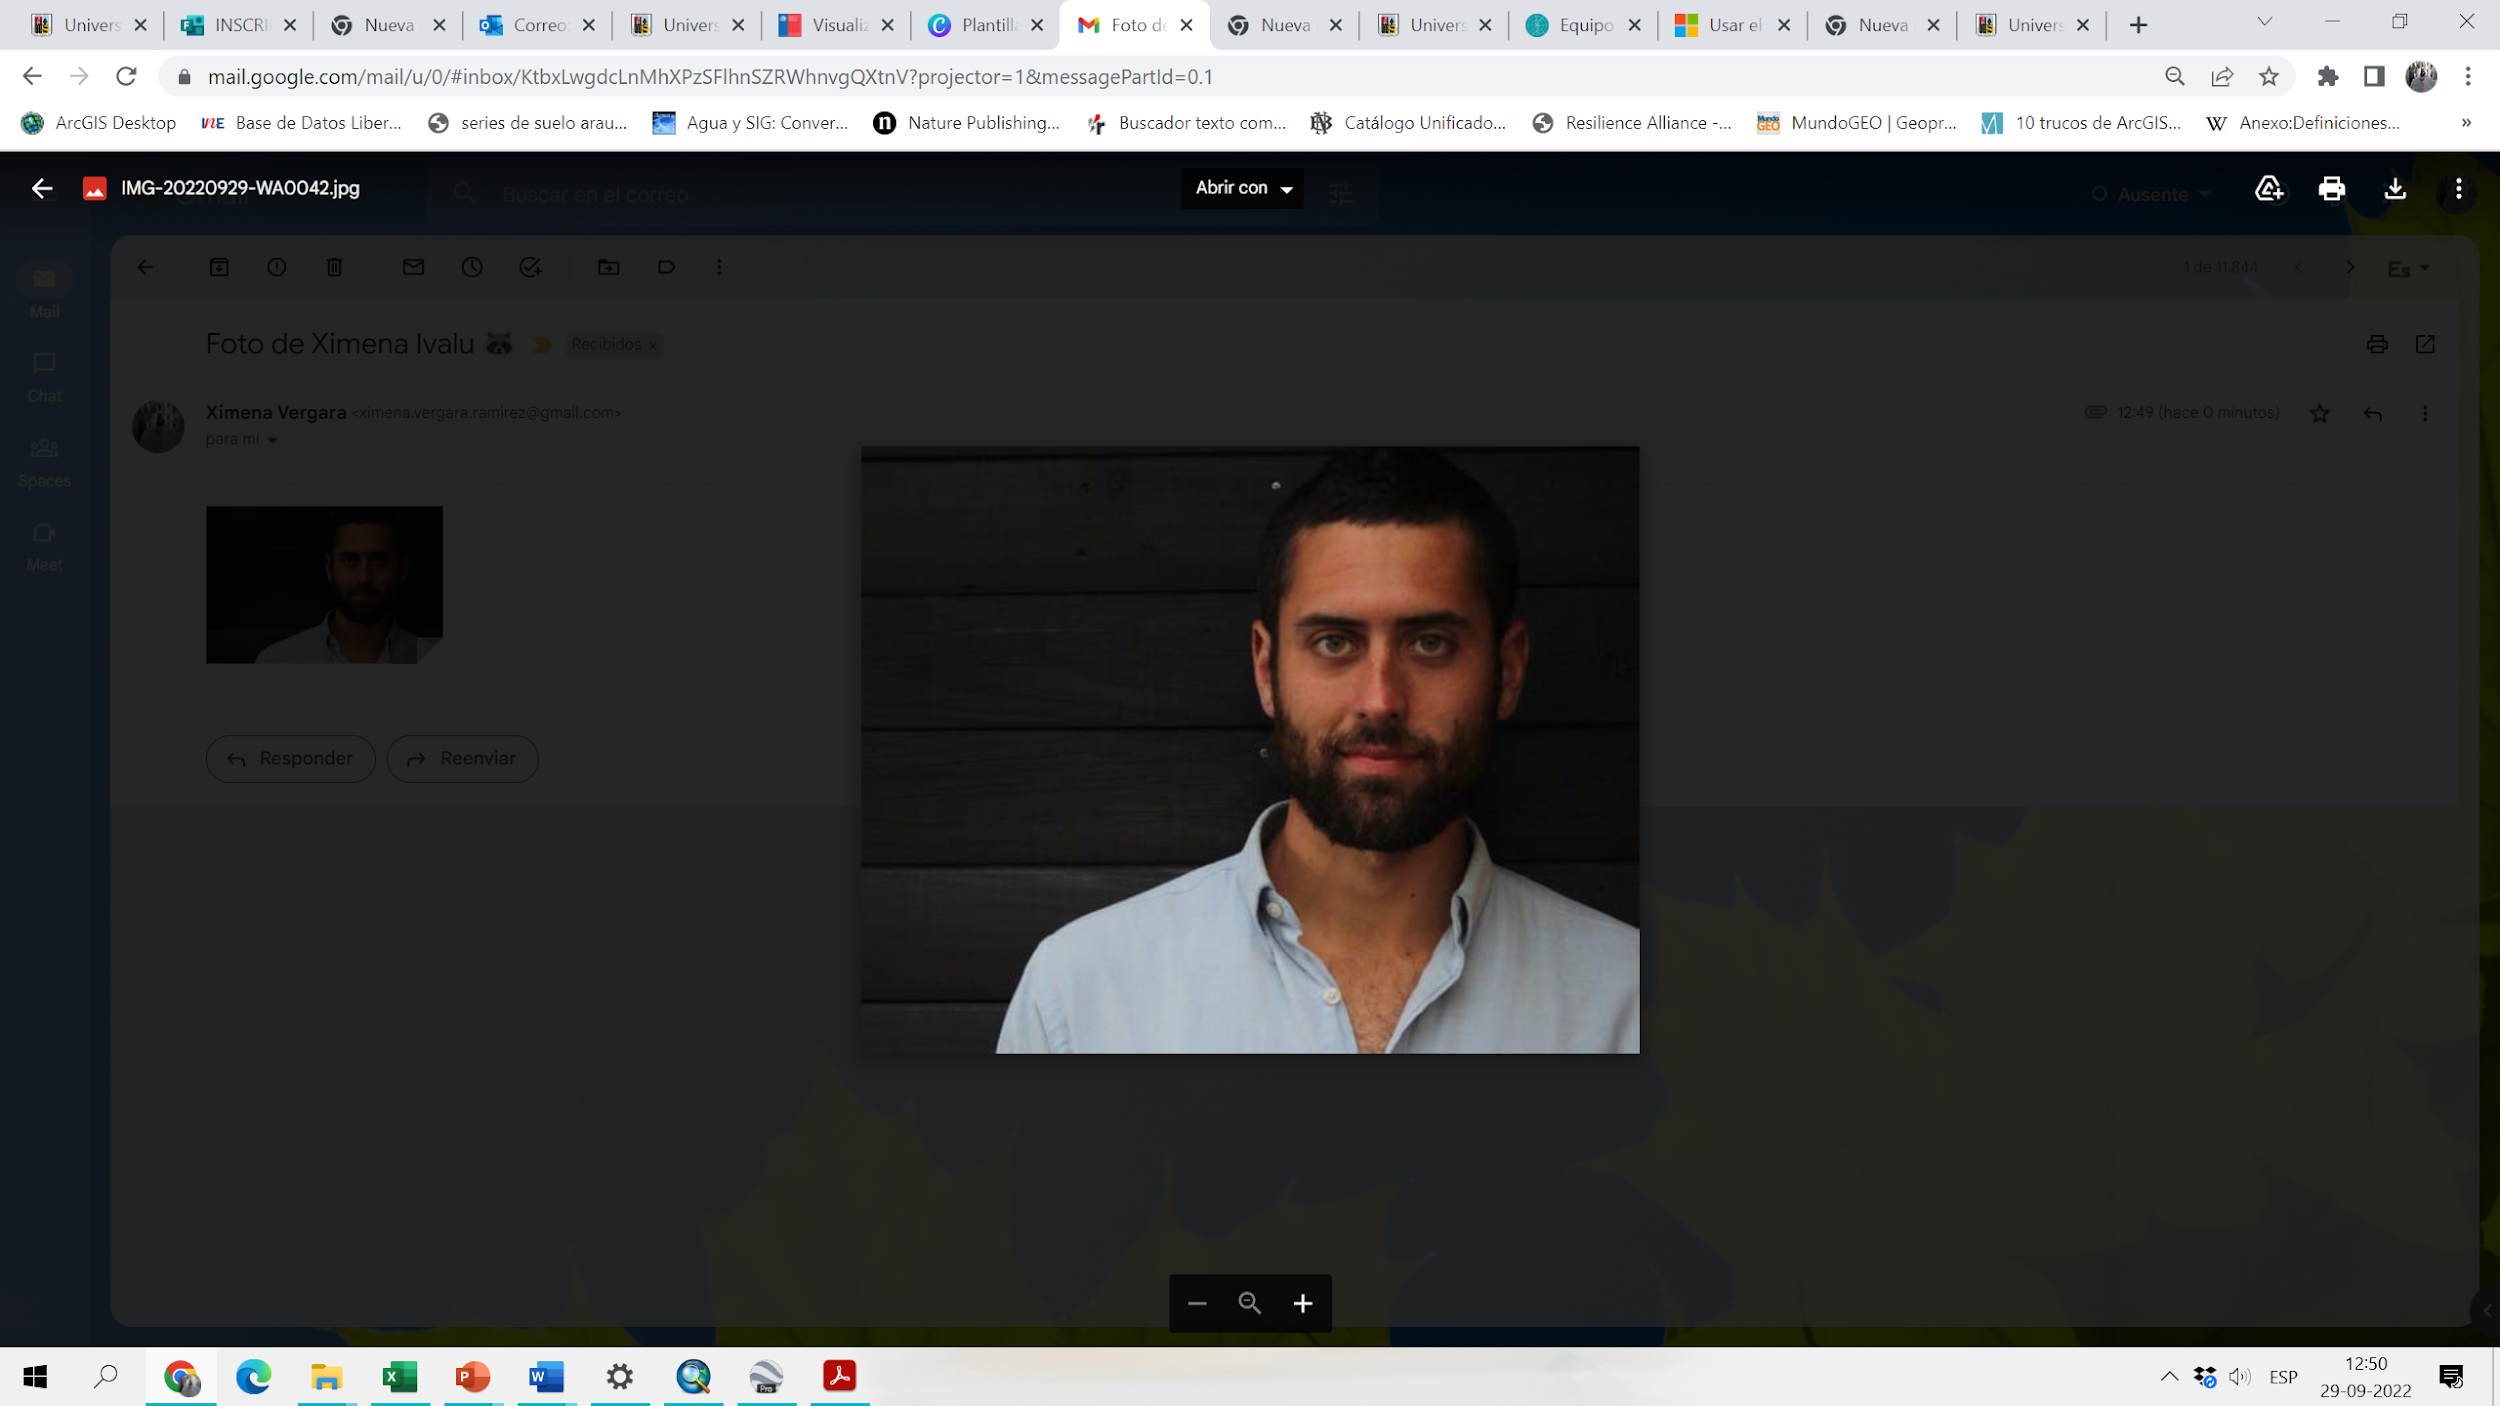 Univers INSCRI Nueva Correo: Univers Visualiz Plantill Foto de Nueva Univers Equipo Usar el Nueva Univers
mail.google.com/mail/u/0/#inbox/KtbxLwgdcLnMhXPzSFlhnSZRWhnvgQXtnV?projector=1&messagePartId=0.1
ArcGIS Desktop Base de Datos Liber... series de suelo arau... Agua y SIG: Conver... Nature Publishing... Buscador texto com... Catálogo Unificado... Resilience Alliance -... MundoGEO | Geopr... 10 trucos de ArcGIS... Anexo:Definiciones... »
IMG-20220929-WA0042.jpg Buscar en el correo Abrir con Ausente
1 de 11.844 Es
Mail
Foto de Ximena Ivalu Recibidos x
Chat
Ximena Vergara <ximena.vergara.ramirez@gmail.com> 12:49 (hace 0 minutos)
para mí
Spaces
Meet
Responder Reenviar
ESP 12:50
29-09-2022